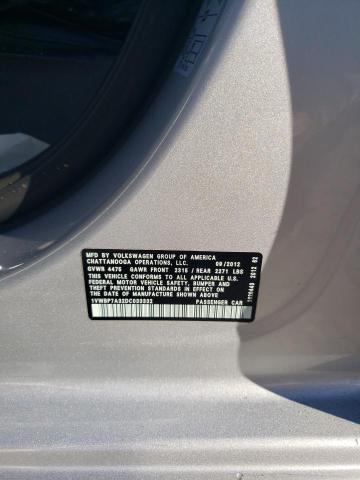 MFD BY VOLKSWAGEN GROUP OF AMERICA
CHATTANOOGA OPERATIONS, LLC. 09/2012
GVWR 4475 GAWR FRONT 2315 / REAR 2271 LBS
THIS VEHICLE CONFORMS TO ALL APPLICABLE U.S.
FEDERAL MOTOR VEHICLE SAFETY, BUMPER AND
THEFT PREVENTION STANDARDS IN EFFECT ON
THE DATE OF MANUFACTURE SHOWN ABOVE.
PASSENGER CAR
2012 62